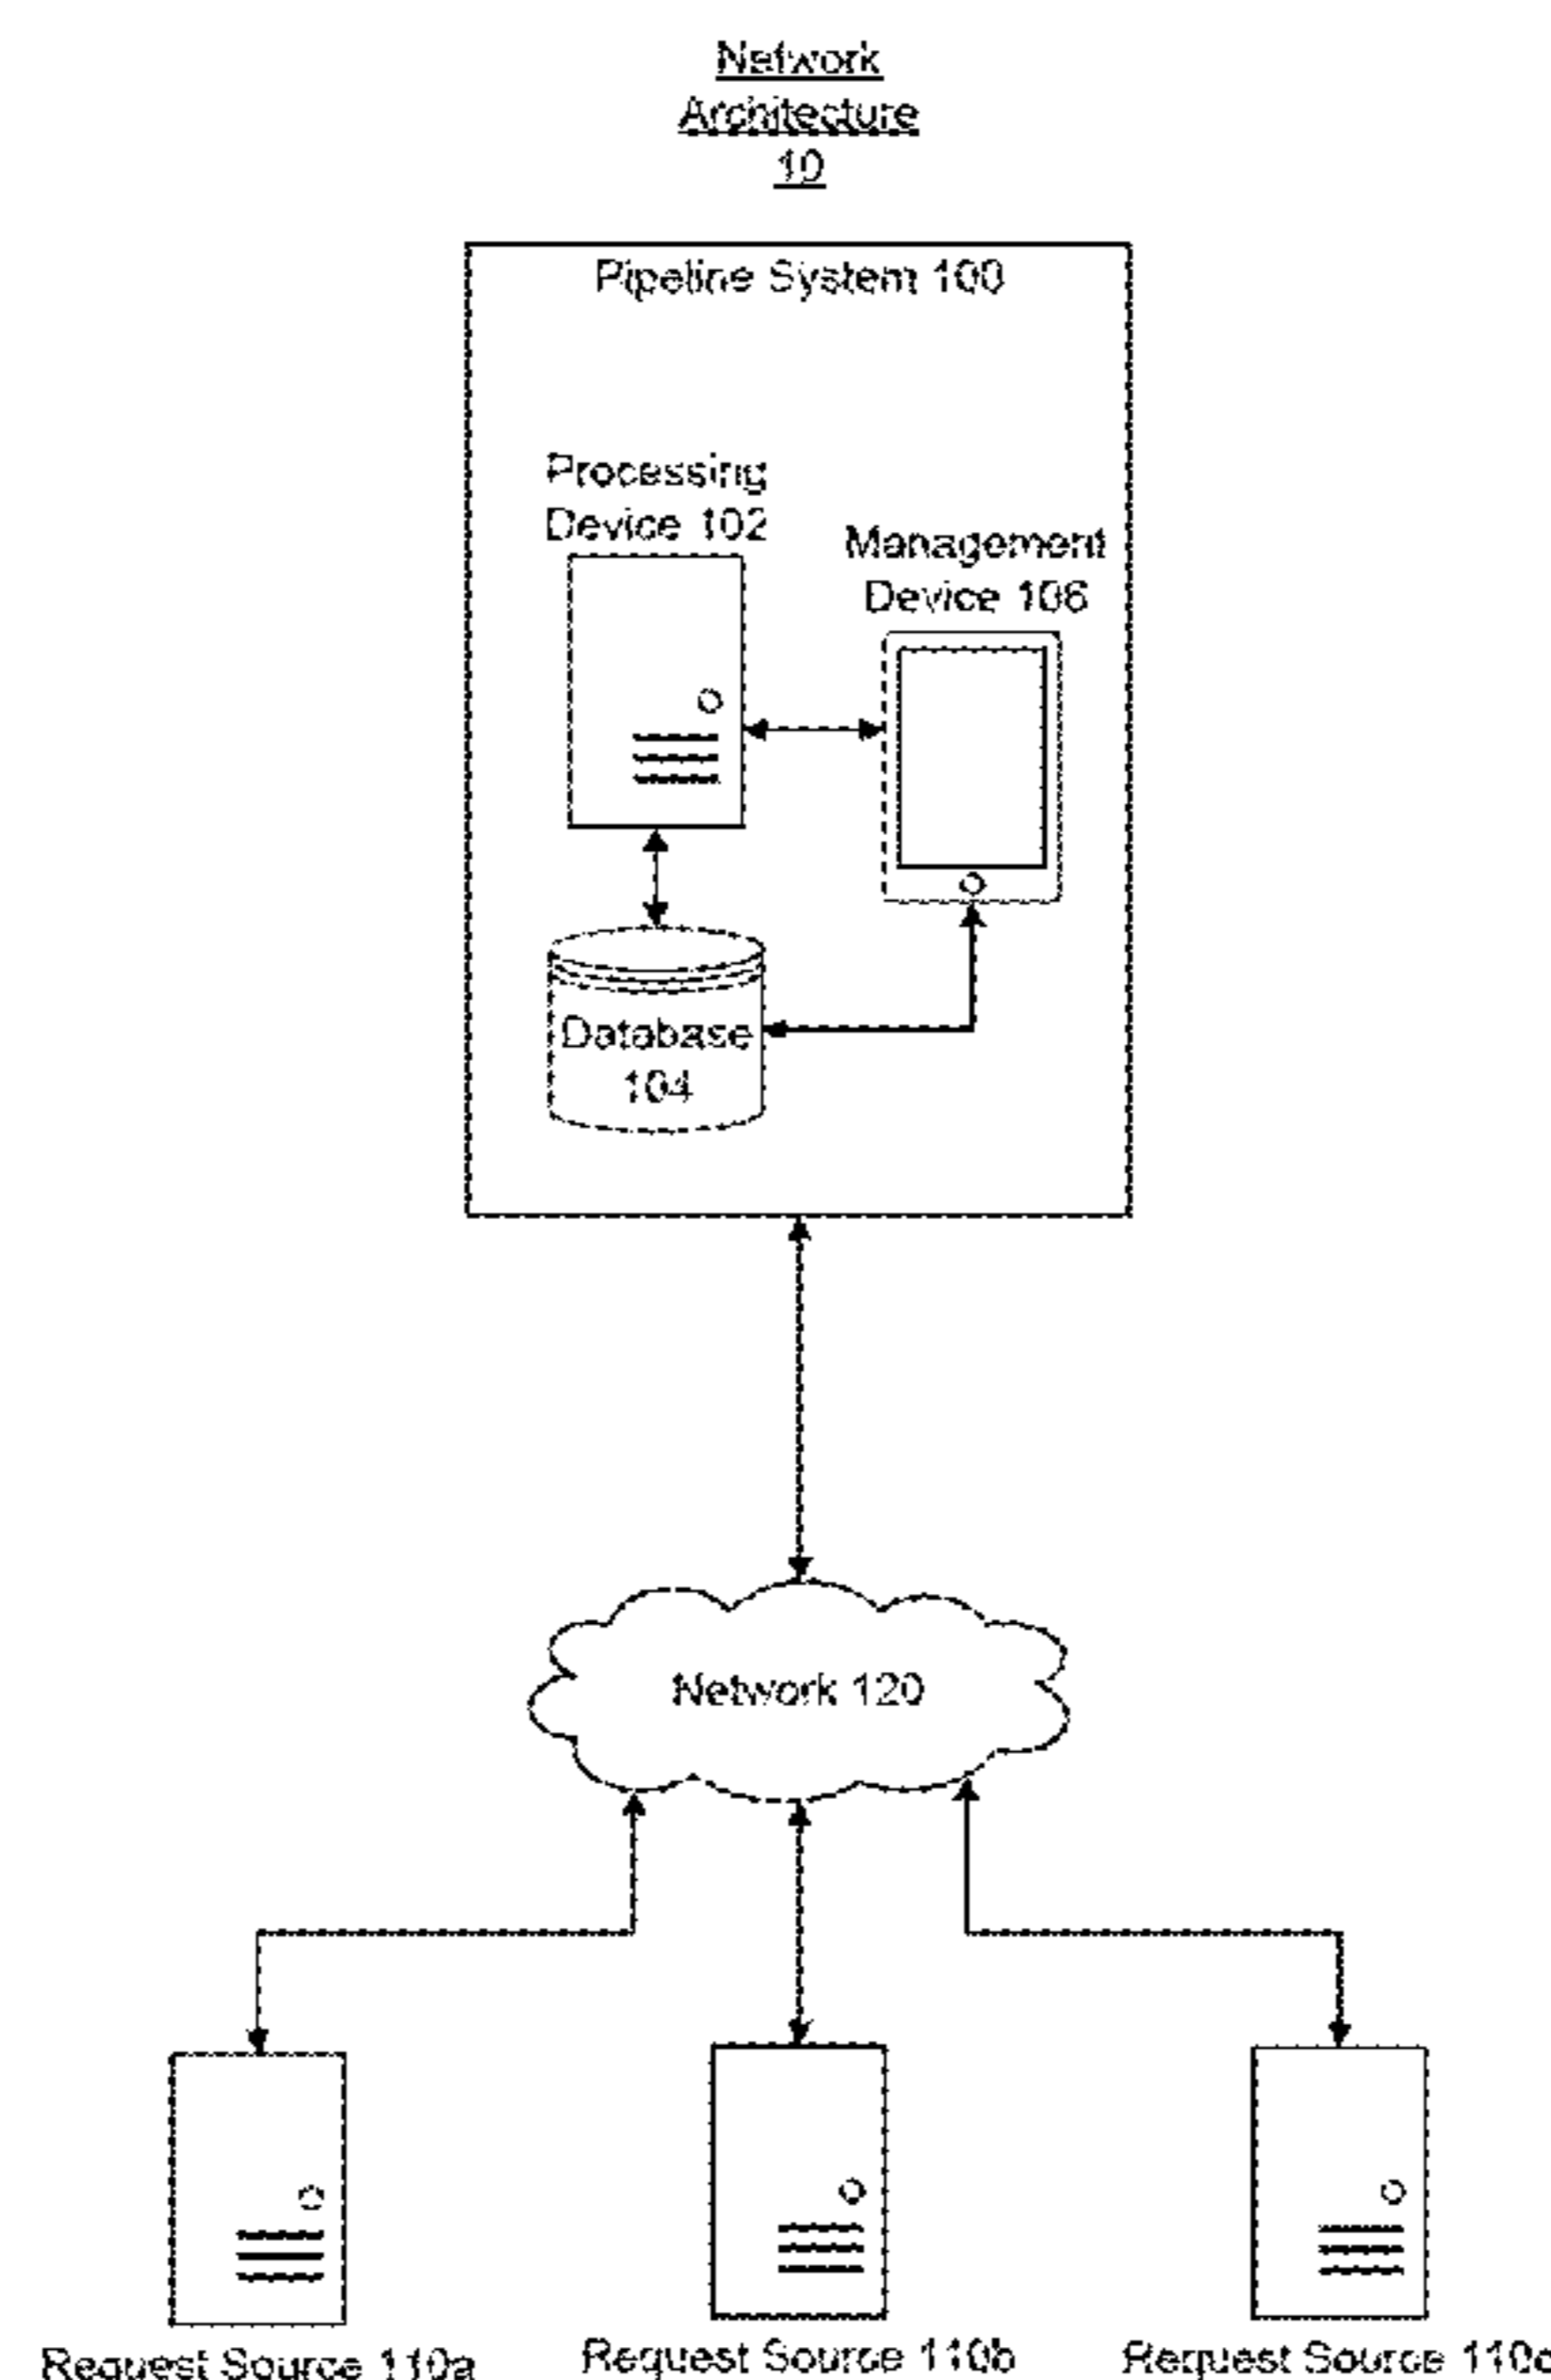 Network
Architecture
10
Pipeline System 100
Processing
Device 102
Management
Device 106
Database
104
Network 120
Request Source 110a
Request Source 110b
Request Source 110c